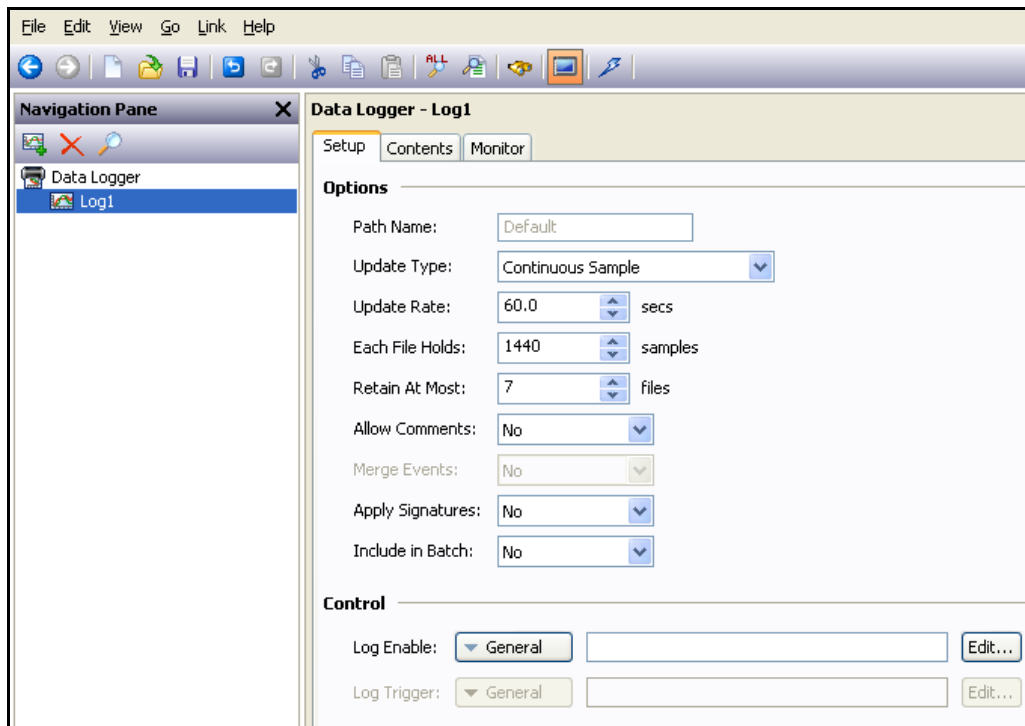 File Edit View Go Link Help
ALL
Navigation Pane
Data Logger
Log1
Data Logger - Log1
Setup Contents Monitor
Options
Path Name: Default
Update Type: Continuous Sample
Update Rate: 60.0 secs
Each File Holds: 1440 samples
Retain At Most: 7 files
Allow Comments: No
Merge Events: No
Apply Signatures: No
Include in Batch: No
Control
Log Enable: General Edit...
Log Trigger: General Edit...